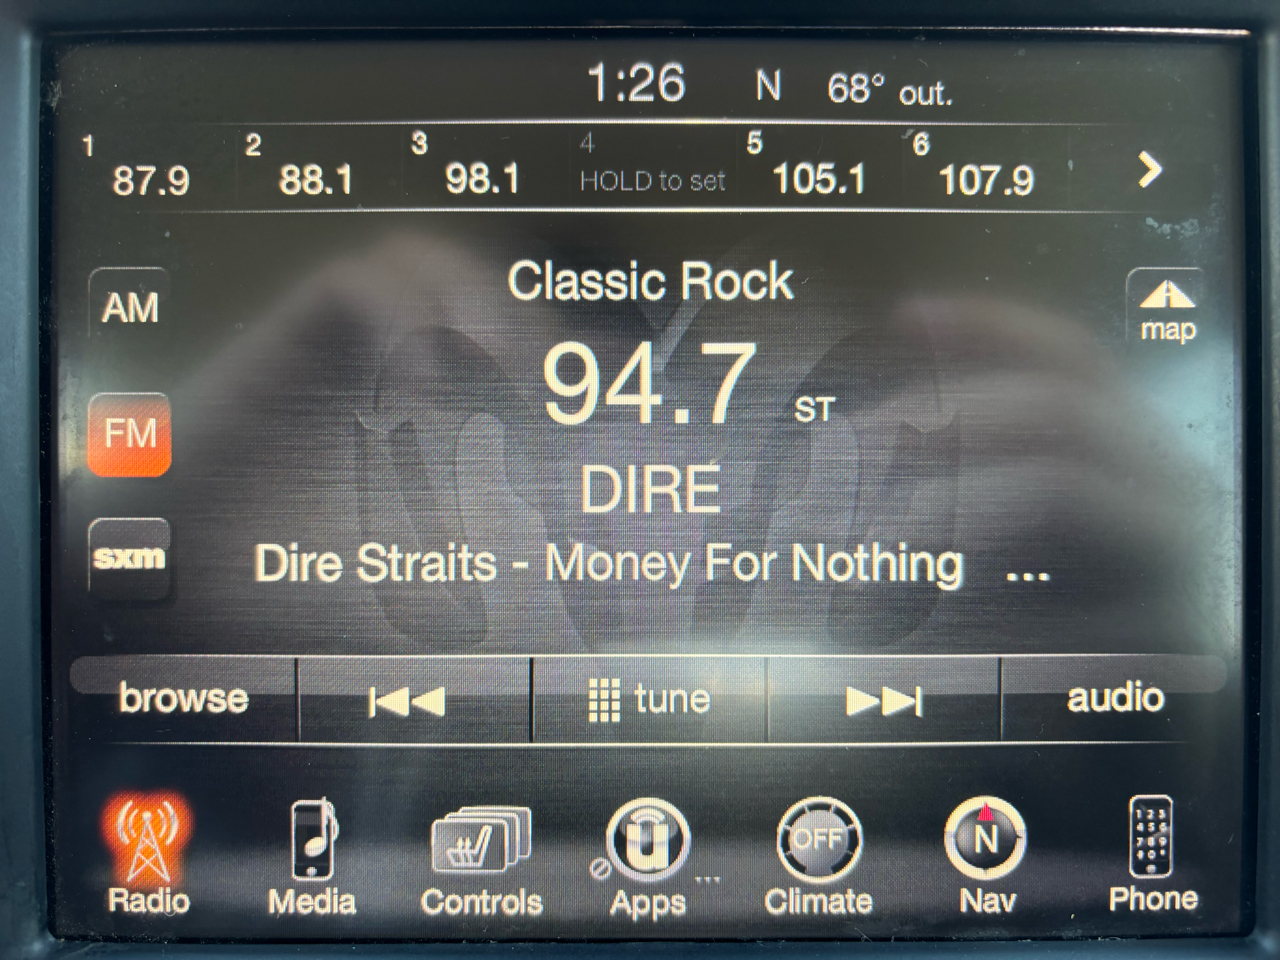 1:26 N 68° out.
1 2 3 4 5 6
87.9 88.1 98.1 HOLD to set 105.1 107.9
Classic Rock
AM
map
94.7 ST
FM
DIRE
sxm
Dire Straits - Money For Nothing ...
browse tune audio
OFF N
u
...
Radio Media Controls Apps Climate Nav Phone